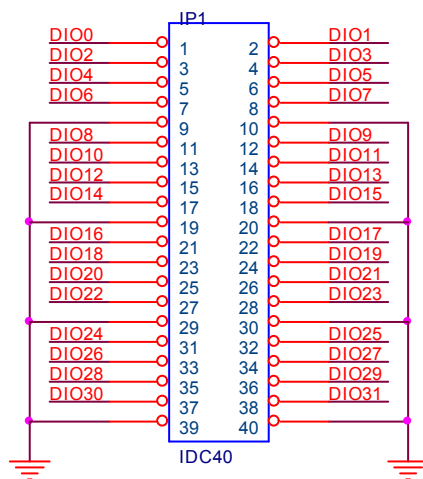 IP1
DIO0 1 2 DIO1
DIO2 3 4 DIO3
DIO4 5 6 DIO5
DIO6 7 8 DIO7
9 10
DIO8 11 12 DIO9
DIO10 13 14 DIO11
DIO12 15 16 DIO13
DIO14 17 18 DIO15
19 20
DIO16 21 22 DIO17
DIO18 23 24 DIO19
DIO20 25 26 DIO21
DIO22 27 28 DIO23
29 30
DIO24 31 32 DIO25
DIO26 33 34 DIO27
DIO28 35 36 DIO29
DIO30 37 38 DIO31
39 40
IDC40